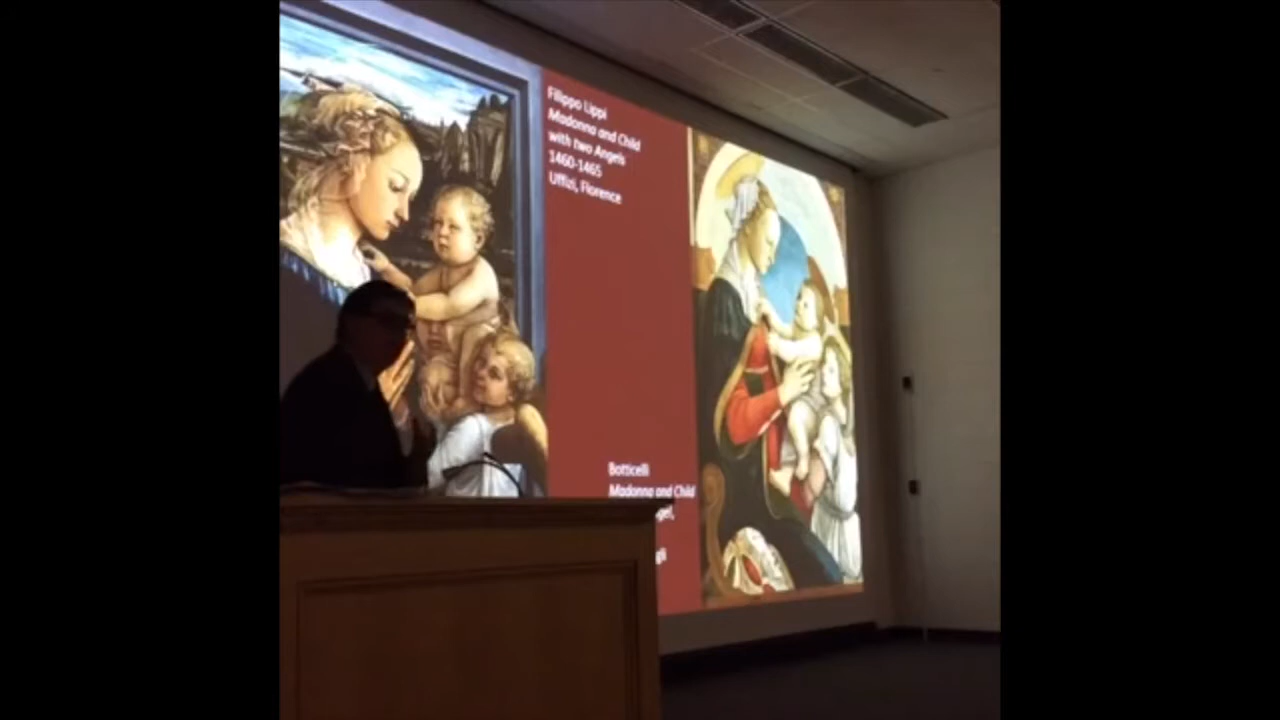 Filippo Lippi
Madonna and Child
with two Angels
1460-1465
Uffizi, Florence
Botticelli
Madonna and Child